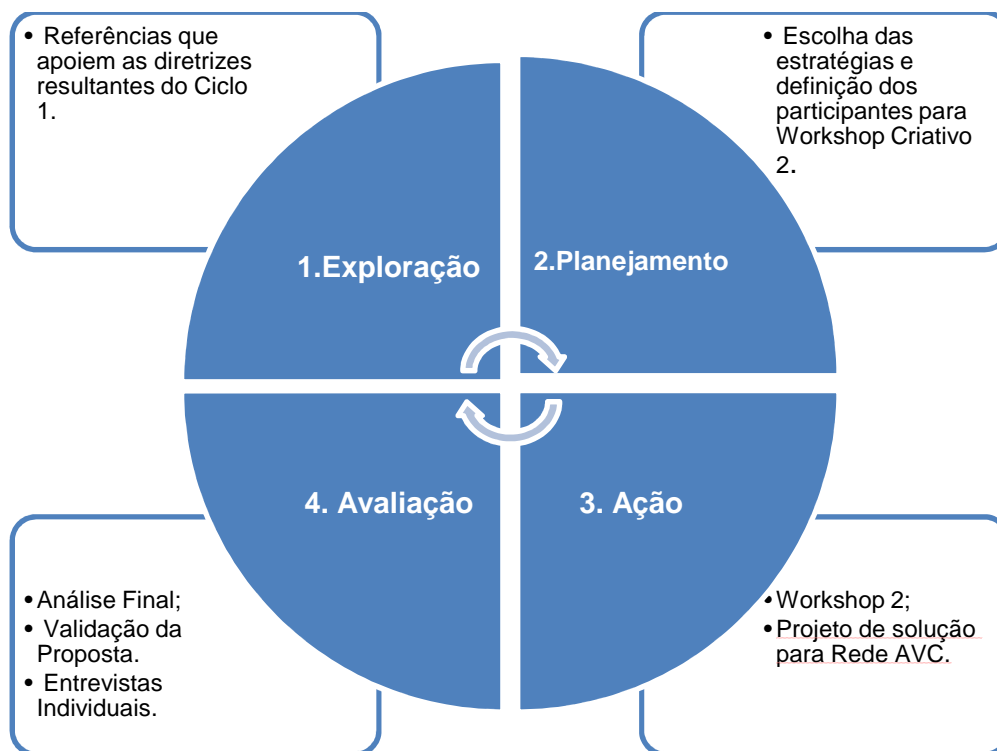 • Referências que
apoiem as diretrizes
resultantes do Ciclo
1.
• Escolha das
estratégias e
definição dos
participantes para
Workshop Criativo
2.
1.Exploração
2.Planejamento
4. Avaliação
3. Ação
•Análise Final;
• Validação da
Proposta.
• Entrevistas
Individuais.
•Workshop 2;
•Projeto de solução
para Rede AVC.